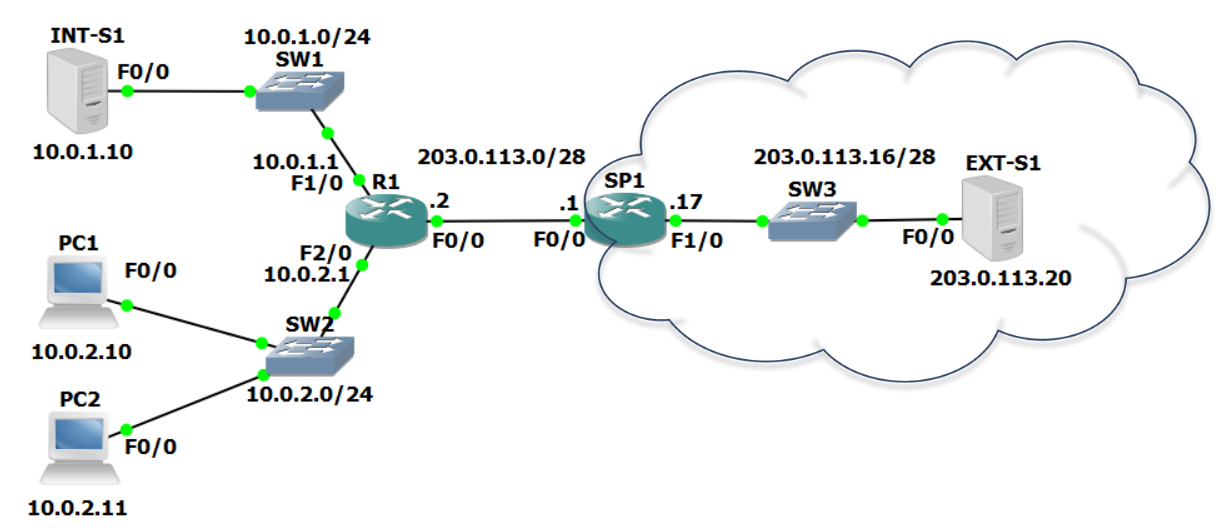 INT-S1
F0/0
10.0.1.10
10.0.1.0/24
SW1
10.0.1.1
F1/0
R1
.2
F0/0
203.0.113.0/28
F2/0
10.0.2.1
PC1
F0/0
10.0.2.10
SW2
10.0.2.0/24
PC2
F0/0
10.0.2.11
SP1
.1
F0/0
.17
F1/0
203.0.113.16/28
SW3
EXT-S1
F0/0
203.0.113.20